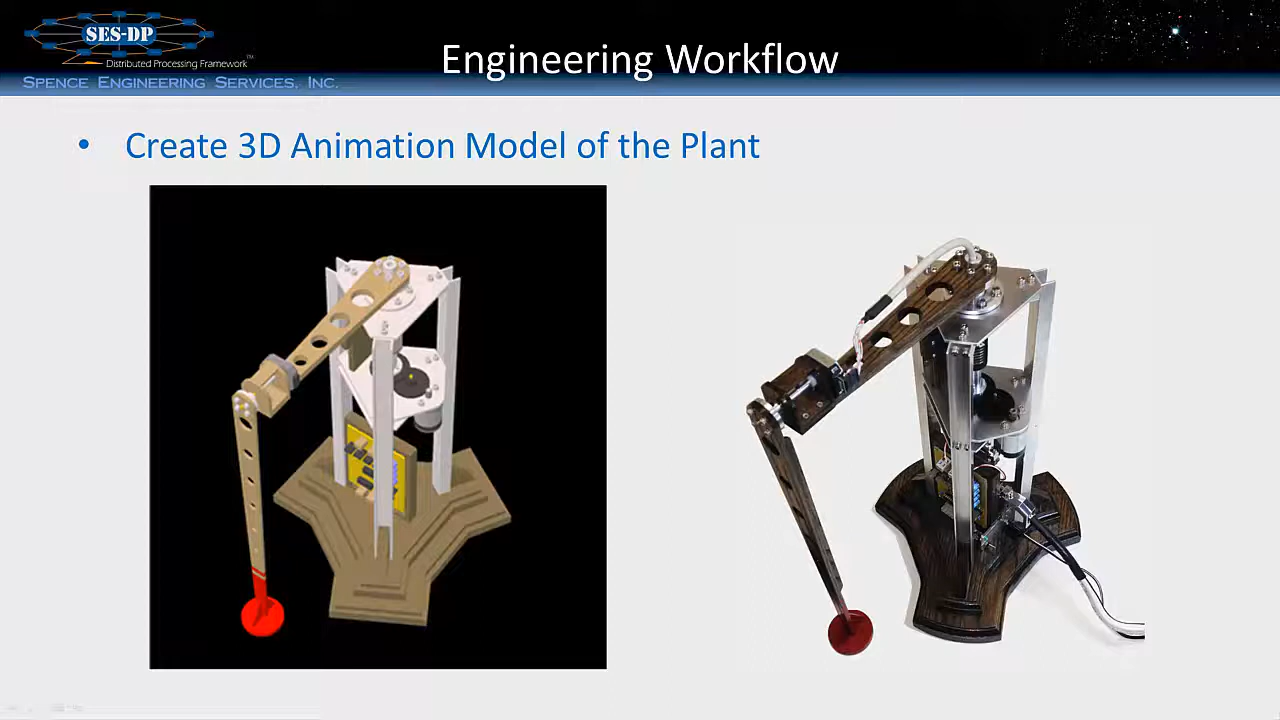 SES-DP
Distributed Processing Framework™
SPENCE ENGINEERING SERVICES, INC.
Engineering Workflow
• Create 3D Animation Model of the Plant